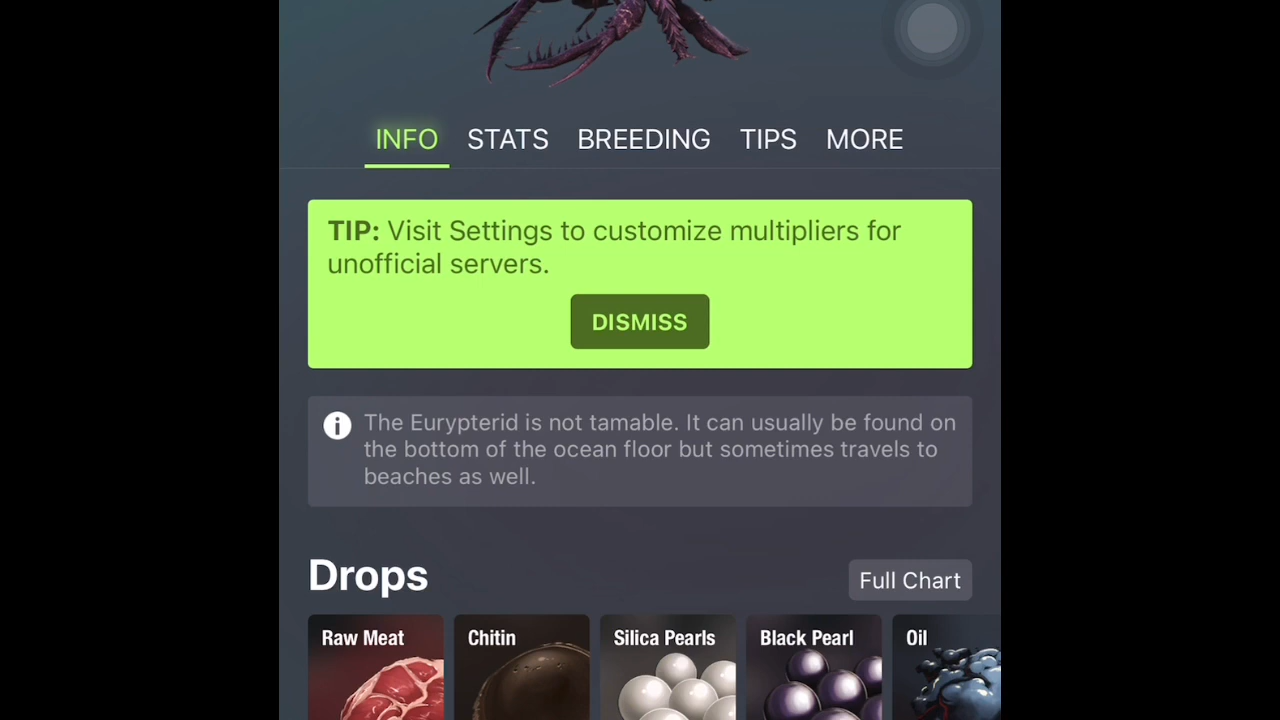 INFO STATS BREEDING TIPS MORE
TIP: Visit Settings to customize multipliers for
unofficial servers.
DISMISS
The Eurypterid is not tamable. It can usually be found on
the bottom of the ocean floor but sometimes travels to
beaches as well.
Drops Full Chart
Raw Meat Chitin Silica Pearls Black Pearl Oil